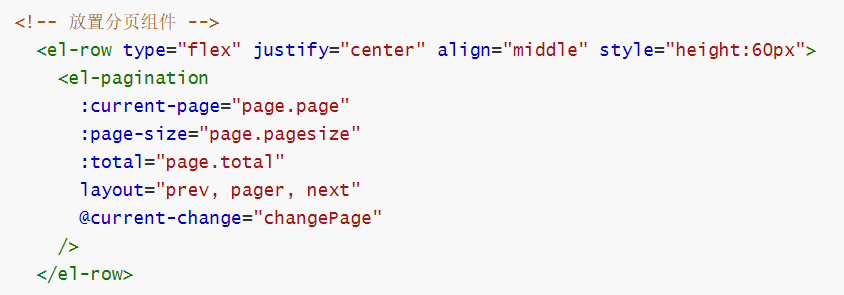 <!-- 放置分页组件 -->
<el-row type="flex" justify="center" align="middle" style="height:60px">
<el-pagination
:current-page="page.page"
:page-size="page.pagesize"
:total="page.total"
layout="prev, pager, next"
@current-change="changePage"
/>
</el-row>